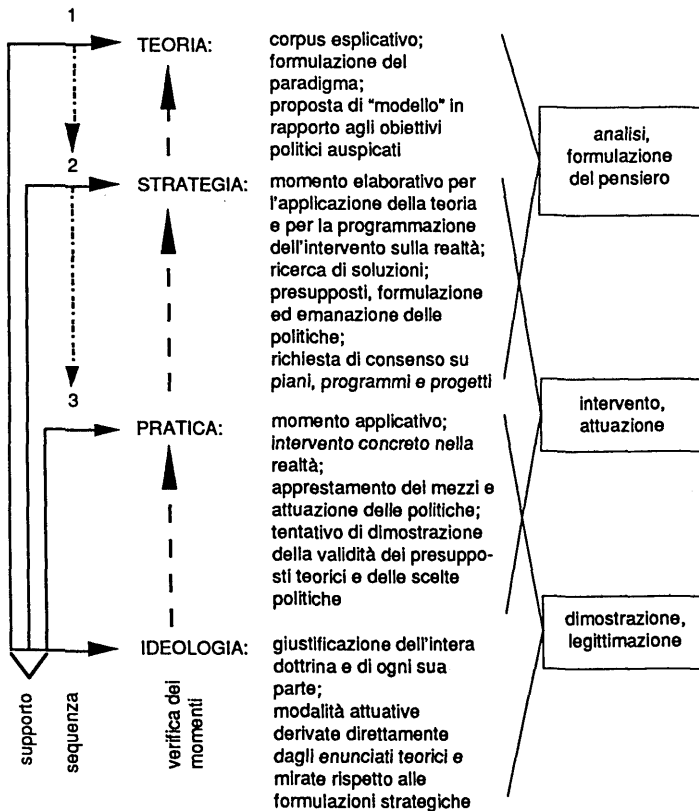 1
TEORIA:
corpus esplicativo;
formulazione del
paradigma;
proposta di "modello" in
rapporto agli obiettivi
politici auspicati
analisi,
formulazione
del pensiero
2
STRATEGIA:
momento elaborativo per
l'applicazione della teoria
e per la programmazione
dell'intervento sulla realtà;
ricerca di soluzioni;
presupposti, formulazione
ed emanazione delle
politiche;
richiesta di consenso su
piani, programmi e progetti
intervento,
attuazione
3
PRATICA:
momento applicativo;
intervento concreto nella
realtà;
apprestamento dei mezzi e
attuazione delle politiche;
tentativo di dimostrazione
della validità dei presuppo-
sti teorici e delle scelte
politiche
dimostrazione,
legittimazione
IDEOLOGIA:
giustificazione dell'intera
dottrina e di ogni sua
parte;
modalità attuative
derivate direttamente
dagli enunciati teorici e
mirate rispetto alle
formulazioni strategiche
supporto
sequenza
verifica dei
momenti